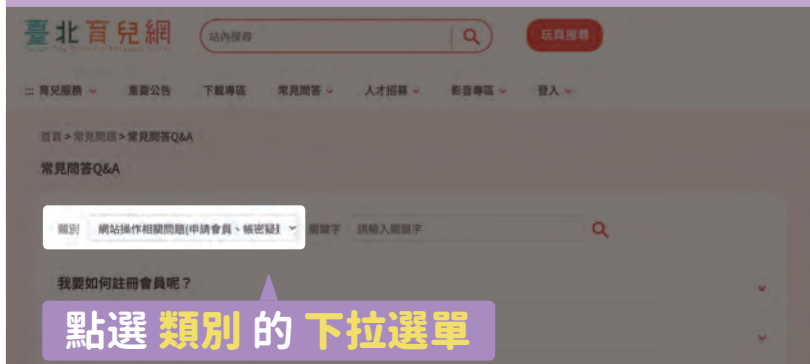 臺北育兒網
站內搜尋
玩具搜尋
::: 育兒服務 重要公告 下載專區 常見問答 人才招募 影音專區 登入
首頁 > 常見問題 > 常見問答Q&A
常見問答Q&A
類別 網站操作相關問題(申請會員、帳密疑 關鍵字 請輸入關鍵字
我要如何註冊會員呢？
點選 類別 的 下拉選單